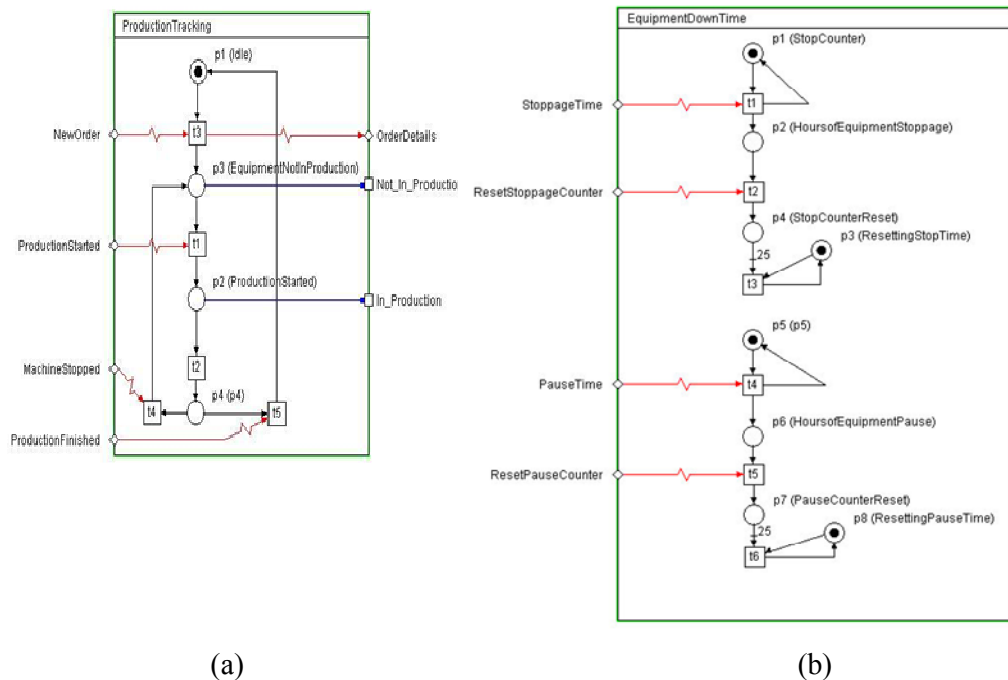 ProductionTracking
p1 (Idle)
NewOrder
t3
OrderDetails
p3 (EquipmentNotInProduction)
Not_In_Productio
ProductionStarted
t1
p2 (ProductionStarted)
In_Production
t2
MachineStopped
p4 (p4)
t4
t5
ProductionFinished
(a)
EquipmentDownTime
p1 (StopCounter)
StoppageTime
t1
p2 (HoursofEquipmentStoppage)
ResetStoppageCounter
t2
p4 (StopCounterReset)
p3 (ResettingStopTime)
25
t3
p5 (p5)
PauseTime
t4
p6 (HoursofEquipmentPause)
ResetPauseCounter
t5
p7 (PauseCounterReset)
p8 (ResettingPauseTime)
25
t6
(b)